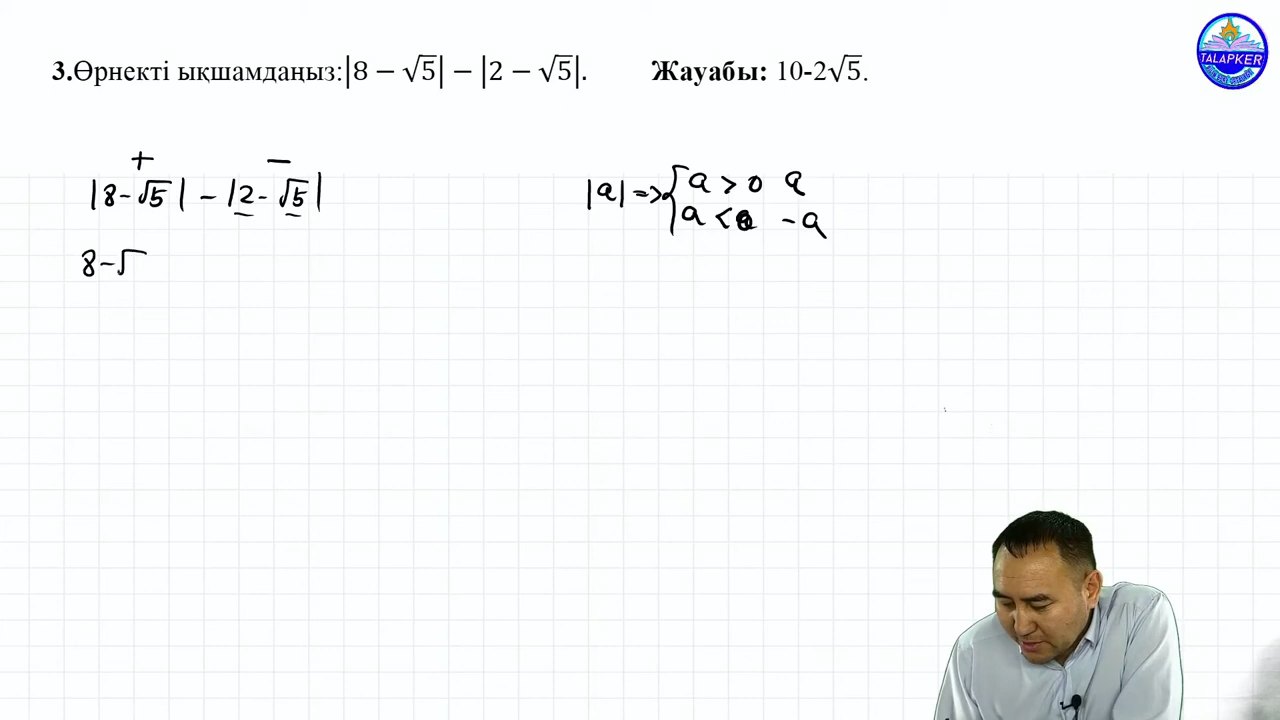 3.Өрнекті ықшамдаңыз:|8 − √5| − |2 − √5|. Жауабы: 10-2√5.
TALAPKER
+ −
|8-√5| - |2-√5|
8-√
|a| => { a > 0 a
a < 0 -a